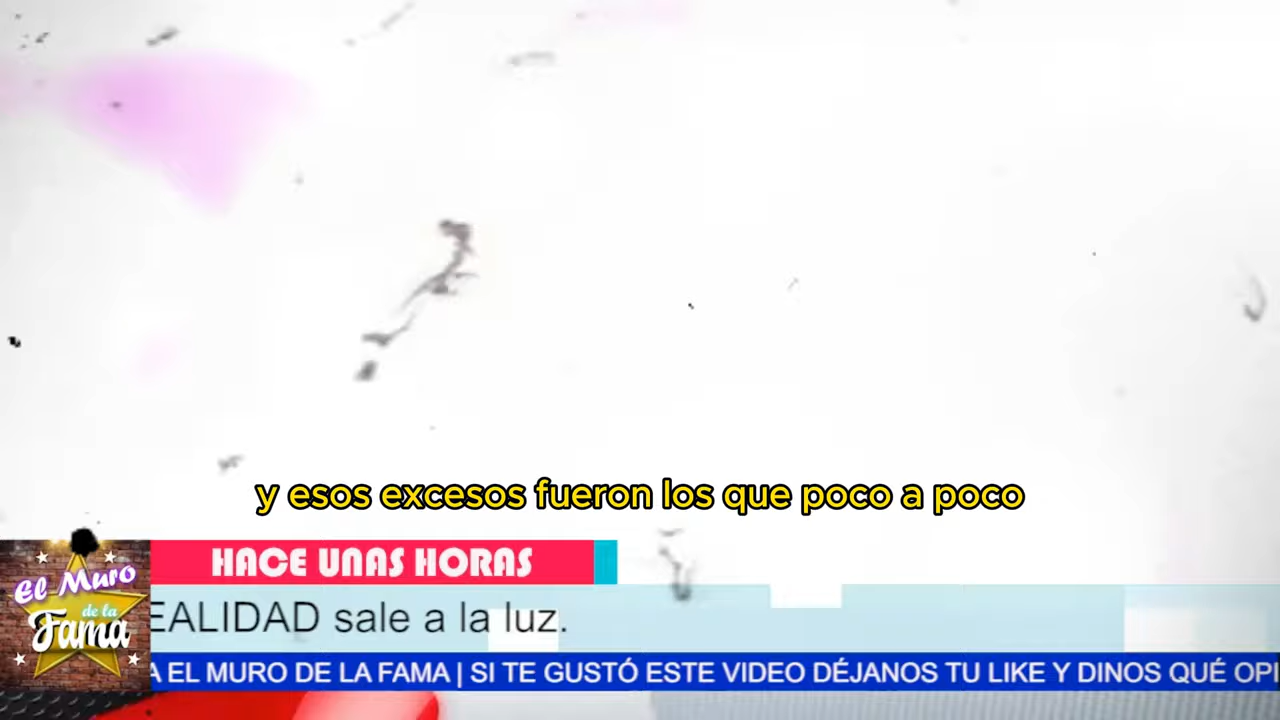 y esos excesos fueron los que poco a poco
HACE UNAS HORAS
El Muro
de la
Fama
EALIDAD sale a la luz.
A EL MURO DE LA FAMA | SI TE GUSTÓ ESTE VIDEO DÉJANOS TU LIKE Y DINOS QUÉ OPI